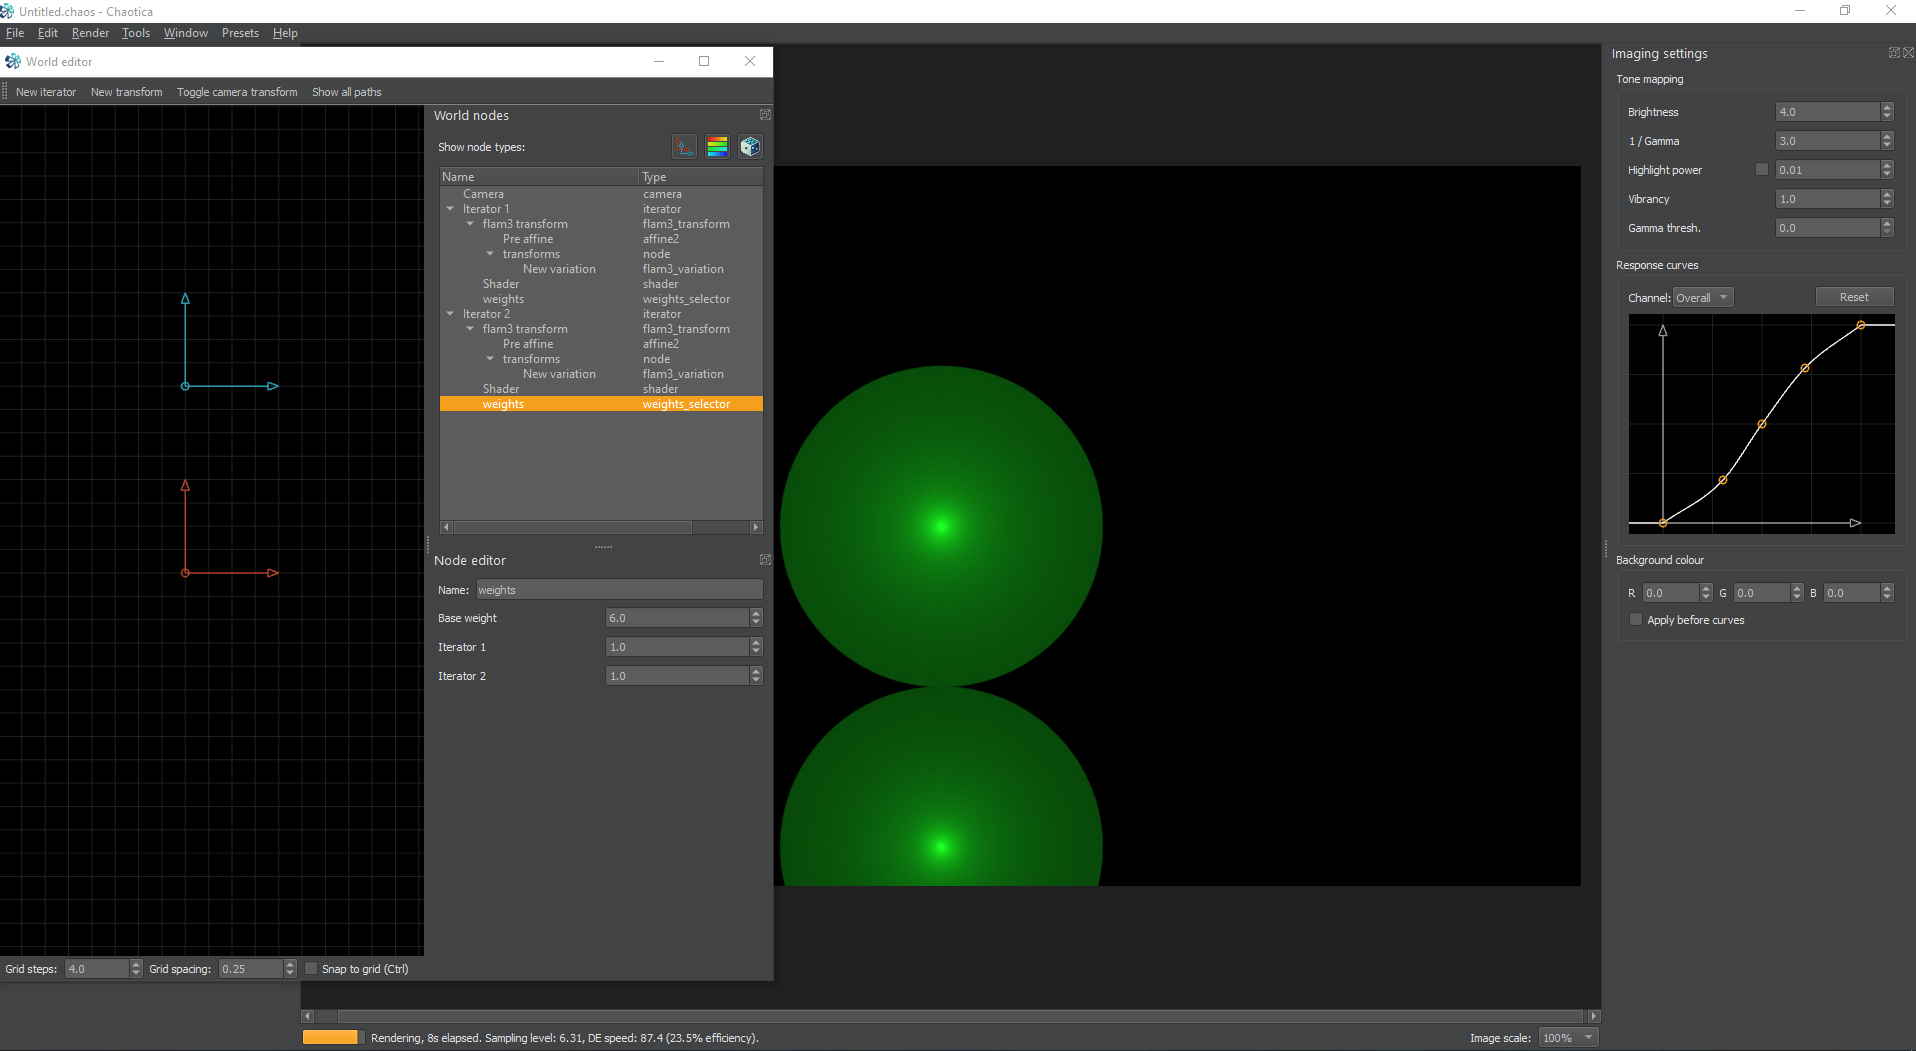 Untitled.chaos - Chaotica
File Edit Render Tools Window Presets Help
World editor
New iterator New transform Toggle camera transform Show all paths
World nodes
Show node types:
Name Type
Camera camera
Iterator 1 iterator
flam3 transform flam3_transform
Pre affine affine2
transforms node
New variation flam3_variation
Shader shader
weights weights_selector
Iterator 2 iterator
flam3 transform flam3_transform
Pre affine affine2
transforms node
New variation flam3_variation
Shader shader
weights weights_selector
Node editor
Name: weights
Base weight 6.0
Iterator 1 1.0
Iterator 2 1.0
Grid steps: 4.0 Grid spacing: 0.25 Snap to grid (Ctrl)
Rendering, 8s elapsed. Sampling level: 6.31, DE speed: 87.4 (23.5% efficiency).
Image scale: 100%
Imaging settings
Tone mapping
Brightness 4.0
1 / Gamma 3.0
Highlight power 0.01
Vibrancy 1.0
Gamma thresh. 0.0
Response curves
Channel: Overall Reset
Background colour
R 0.0 G 0.0 B 0.0
Apply before curves